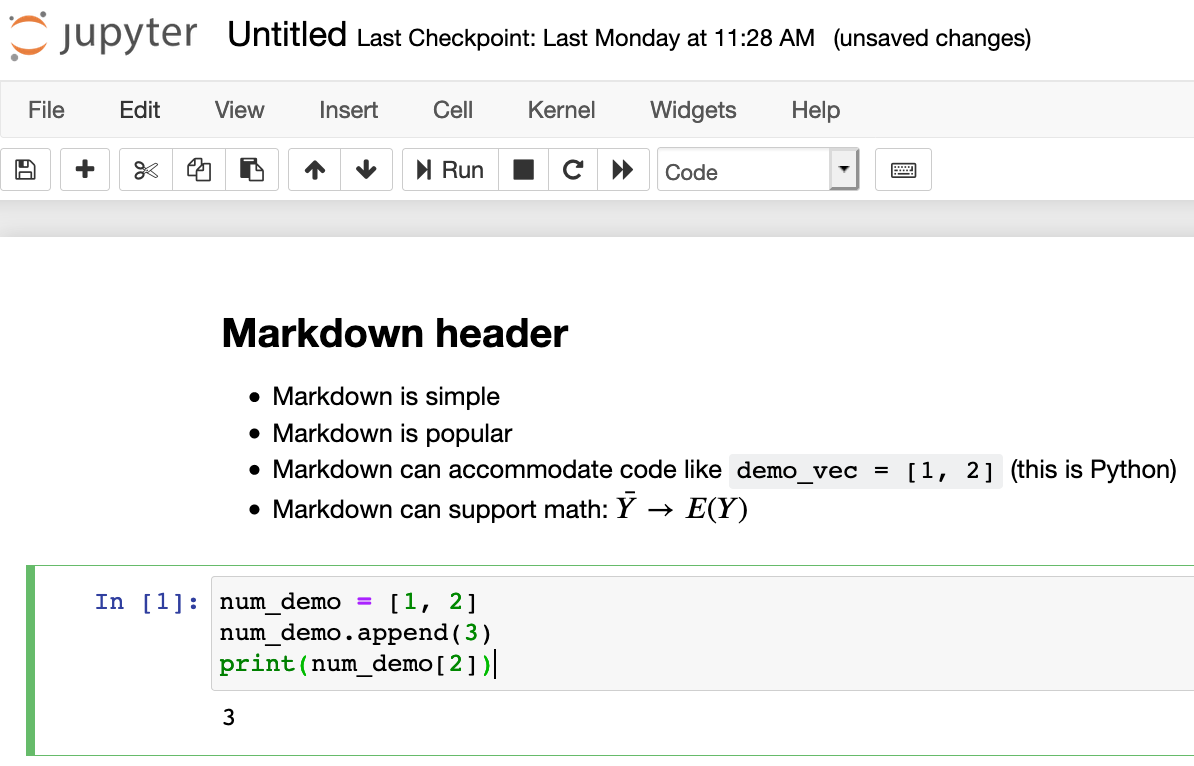 jupyter Untitled Last Checkpoint: Last Monday at 11:28 AM (unsaved changes)
File Edit View Insert Cell Kernel Widgets Help
Run Code
Markdown header
• Markdown is simple
• Markdown is popular
• Markdown can accommodate code like demo_vec = [1, 2] (this is Python)
• Markdown can support math: Ȳ → E(Y)
In [1]: num_demo = [1, 2]
num_demo.append(3)
print(num_demo[2])
3